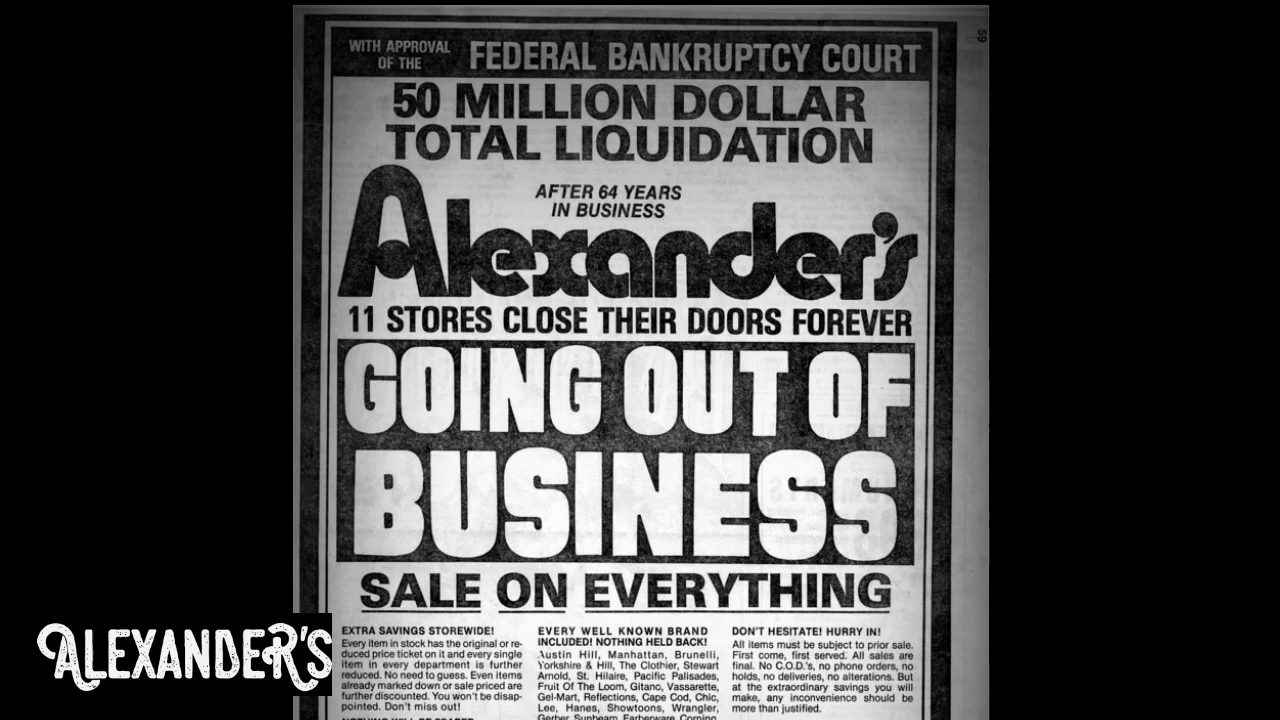 59
WITH APPROVAL
OF THE
FEDERAL BANKRUPTCY COURT
50 MILLION DOLLAR
TOTAL LIQUIDATION
AFTER 64 YEARS
IN BUSINESS
Alexander's
11 STORES CLOSE THEIR DOORS FOREVER
GOING OUT OF
BUSINESS
SALE ON EVERYTHING
EXTRA SAVINGS STOREWIDE!
Every item in stock has the original or re-
duced price ticket on it and every single
item in every department is further
reduced. No need to guess. Even items
already marked down or sale priced are
further discounted. You won't be disap-
pointed. Don't miss out!
NOTHING WILL BE SPARED
EVERY WELL KNOWN BRAND
INCLUDED! NOTHING HELD BACK!
Austin Hill, Manhattan, Brunelli,
Yorkshire & Hill, The Clothier, Stewart
Arnold, St. Hilaire, Pacific Palisades,
Fruit Of The Loom, Gitano, Vassarette,
Gel-Mart, Reflections, Cape Cod, Chic,
Lee, Hanes, Showtoons, Wrangler,
Gerber, Sunbeam, Farberware, Corning,
DON'T HESITATE! HURRY IN!
All items must be subject to prior sale.
First come, first served. All sales are
final. No C.O.D.'s, no phone orders, no
holds, no deliveries, no alterations. But
at the extraordinary savings you will
make, any inconvenience should be
more than justified.
ALEXANDER'S